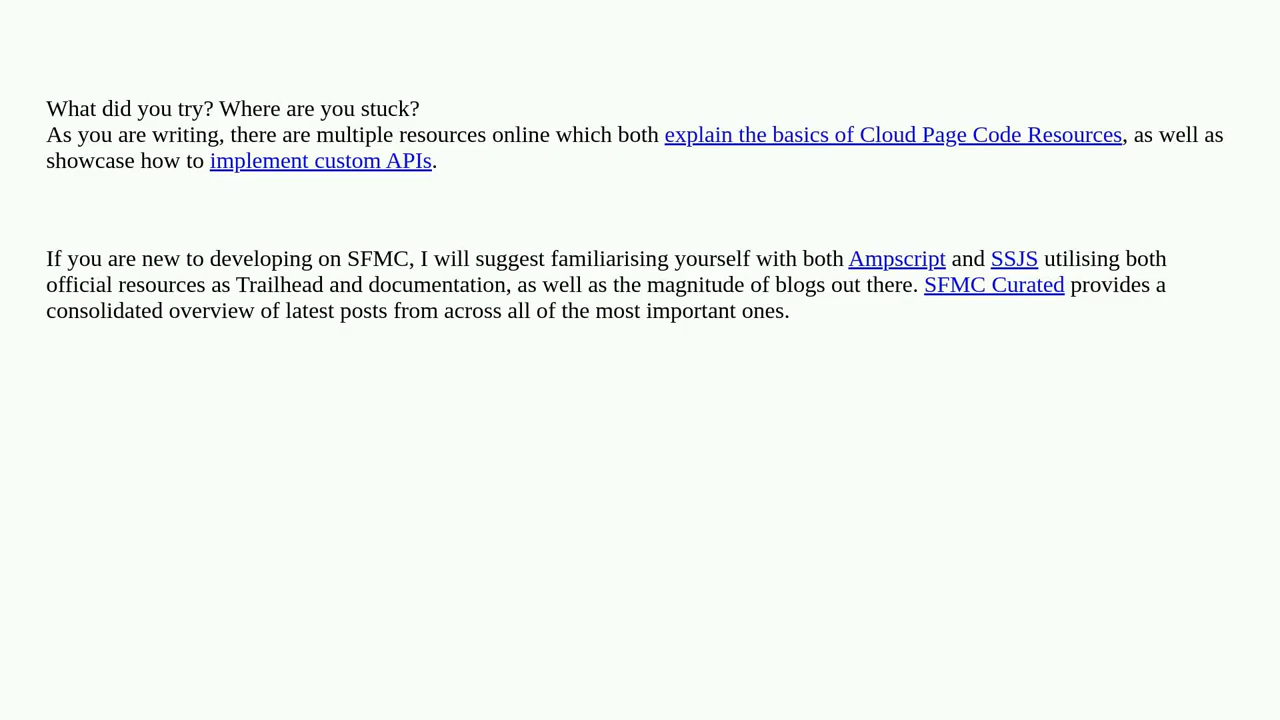 What did you try? Where are you stuck?
As you are writing, there are multiple resources online which both explain the basics of Cloud Page Code Resources, as well as
showcase how to implement custom APIs.
If you are new to developing on SFMC, I will suggest familiarising yourself with both Ampscript and SSJS utilising both
official resources as Trailhead and documentation, as well as the magnitude of blogs out there. SFMC Curated provides a
consolidated overview of latest posts from across all of the most important ones.